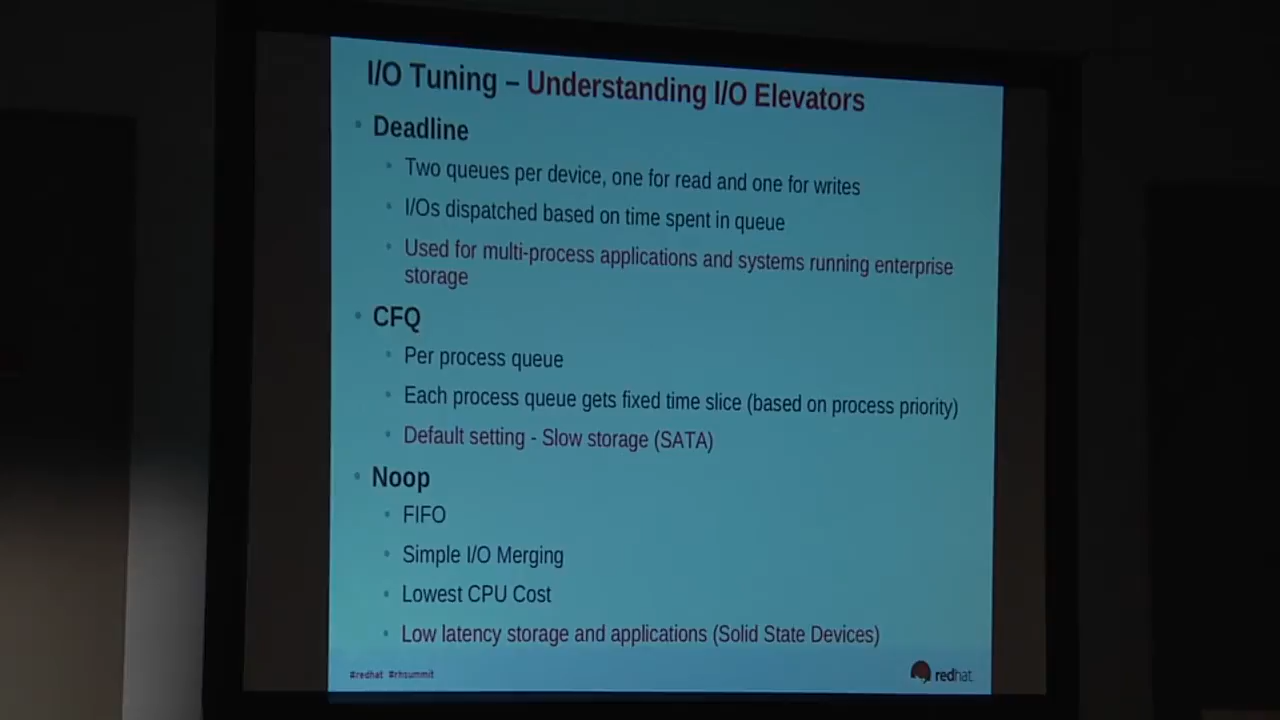 I/O Tuning – Understanding I/O Elevators
Deadline
Two queues per device, one for read and one for writes
I/Os dispatched based on time spent in queue
Used for multi-process applications and systems running enterprise
storage
CFQ
Per process queue
Each process queue gets fixed time slice (based on process priority)
Default setting - Slow storage (SATA)
Noop
FIFO
Simple I/O Merging
Lowest CPU Cost
Low latency storage and applications (Solid State Devices)
#redhat #rhsummit
redhat